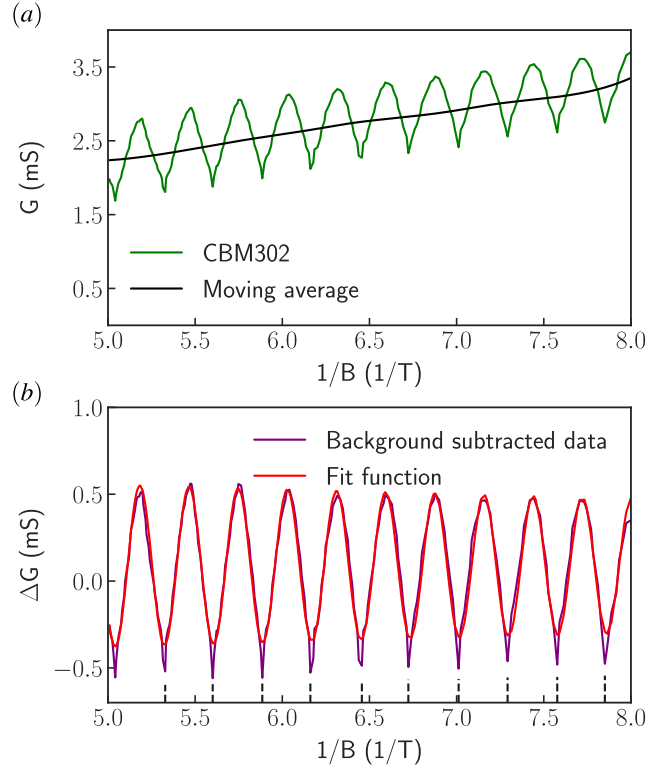 (a)
3.5
2.5
1.5
0.5
G (mS)
CBM302
Moving average
5.0 5.5 6.0 6.5 7.0 7.5 8.0
1/B (1/T)
(b)
1.0
0.5
0.0
−0.5
ΔG (mS)
Background subtracted data
Fit function
5.0 5.5 6.0 6.5 7.0 7.5 8.0
1/B (1/T)